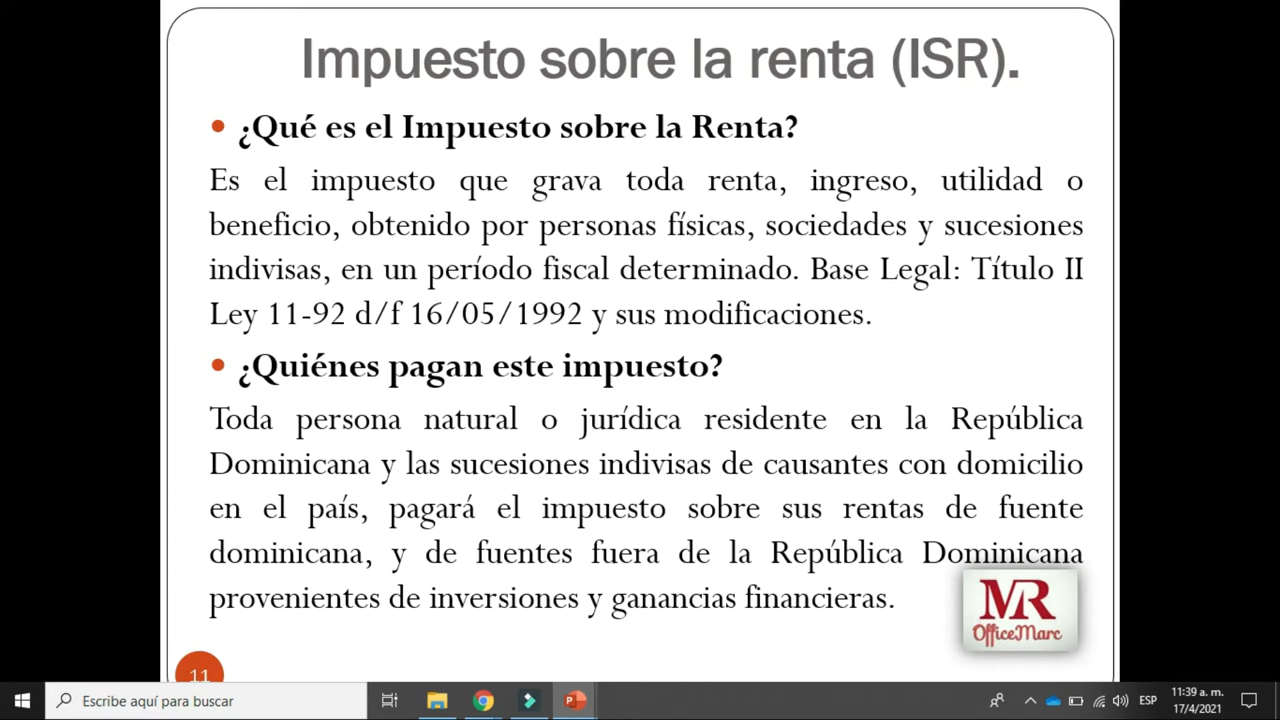 Impuesto sobre la renta (ISR).
• ¿Qué es el Impuesto sobre la Renta?
Es el impuesto que grava toda renta, ingreso, utilidad o
beneficio, obtenido por personas físicas, sociedades y sucesiones
indivisas, en un período fiscal determinado. Base Legal: Título II
Ley 11-92 d/f 16/05/1992 y sus modificaciones.
• ¿Quiénes pagan este impuesto?
Toda persona natural o jurídica residente en la República
Dominicana y las sucesiones indivisas de causantes con domicilio
en el país, pagará el impuesto sobre sus rentas de fuente
dominicana, y de fuentes fuera de la República Dominicana
provenientes de inversiones y ganancias financieras.
MR
OfficeMarc
11
Escribe aquí para buscar
ESP
11:39 a. m.
17/4/2021